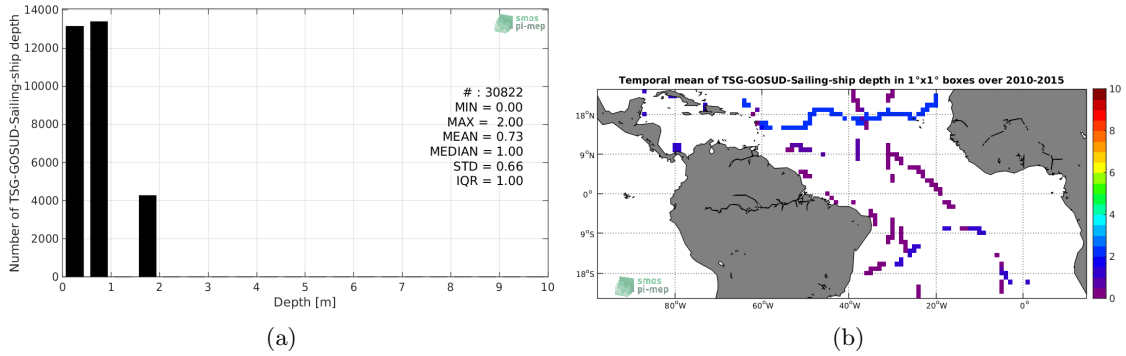 14000
12000
10000
8000
6000
4000
2000
0
Number of TSG-GOSUD-Sailing-ship depth
smos
pi-mep
# : 30822
MIN = 0.00
MAX = 2.00
MEAN = 0.73
MEDIAN = 1.00
STD = 0.66
IQR = 1.00
0 1 2 3 4 5 6 7 8 9 10
Depth [m]
(a)
Temporal mean of TSG-GOSUD-Sailing-ship depth in 1°x1° boxes over 2010-2015
18°N
9°N
0°
9°S
18°S
80°W 60°W 40°W 20°W 0°
smos
pi-mep
10
8
6
4
2
0
(b)